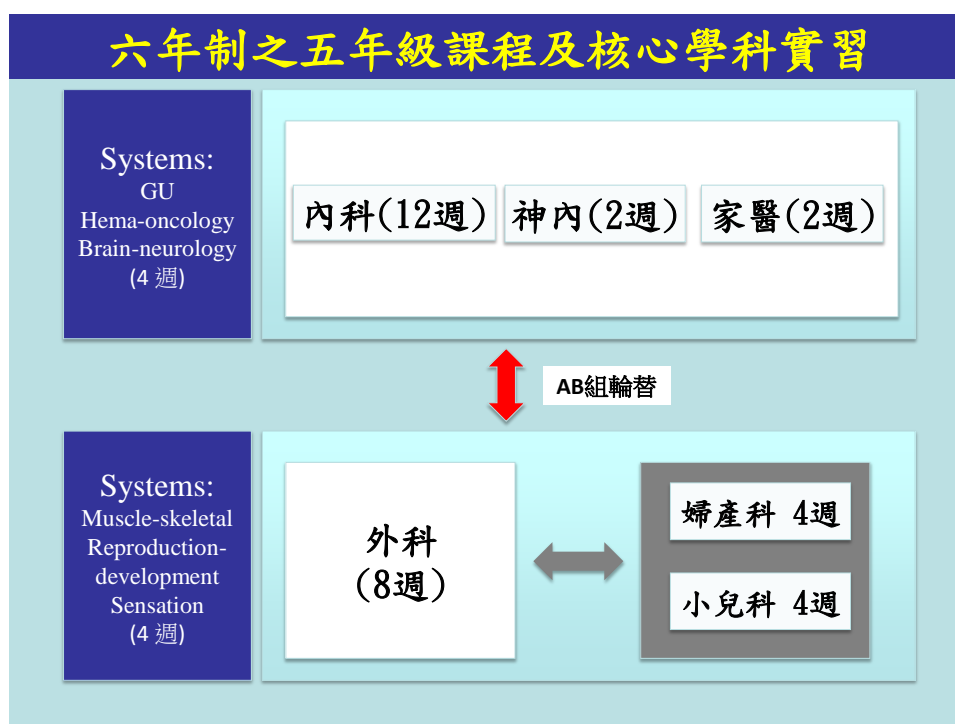 六年制之五年級課程及核心學科實習
Systems:
GU
Hema-oncology
Brain-neurology
(4 週)
內科(12週)
神內(2週)
家醫(2週)
AB組輪替
Systems:
Muscle-skeletal
Reproduction-
development
Sensation
(4 週)
外科
(8週)
婦產科 4週
小兒科 4週